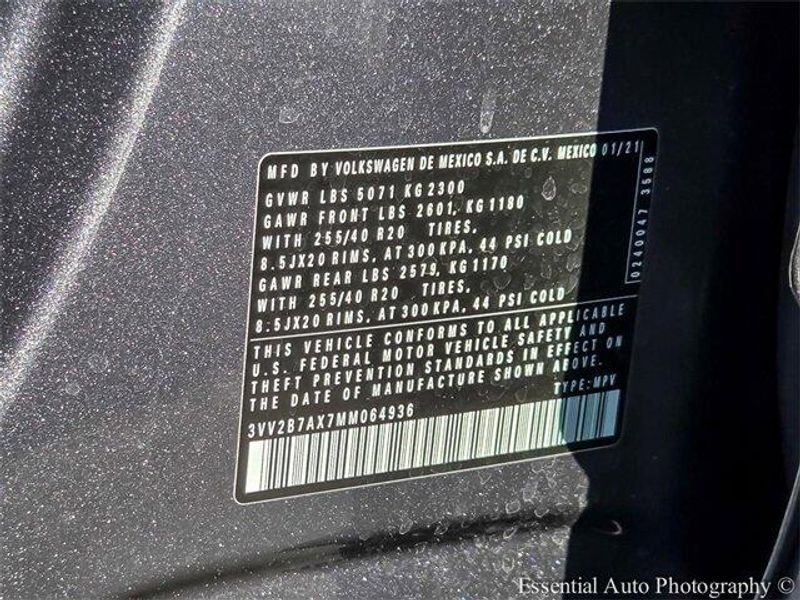 MFD BY VOLKSWAGEN DE MEXICO S.A. DE C.V. MEXICO 01/21
GVWR LBS 5071 KG 2300
GAWR FRONT LBS 2601, KG 1180
WITH 255/40 R20 TIRES,
8.5JX20 RIMS, AT 300 KPA, 44 PSI COLD
GAWR REAR LBS 2579, KG 1170
WITH 255/40 R20 TIRES,
8.5JX20 RIMS, AT 300 KPA, 44 PSI COLD
0240047 3588
THIS VEHICLE CONFORMS TO ALL APPLICABLE
U.S. FEDERAL MOTOR VEHICLE SAFETY AND
THEFT PREVENTION STANDARDS IN EFFECT ON
THE DATE OF MANUFACTURE SHOWN ABOVE.
TYPE: MPV
3VV2B7AX7MM064936
Essential Auto Photography ©